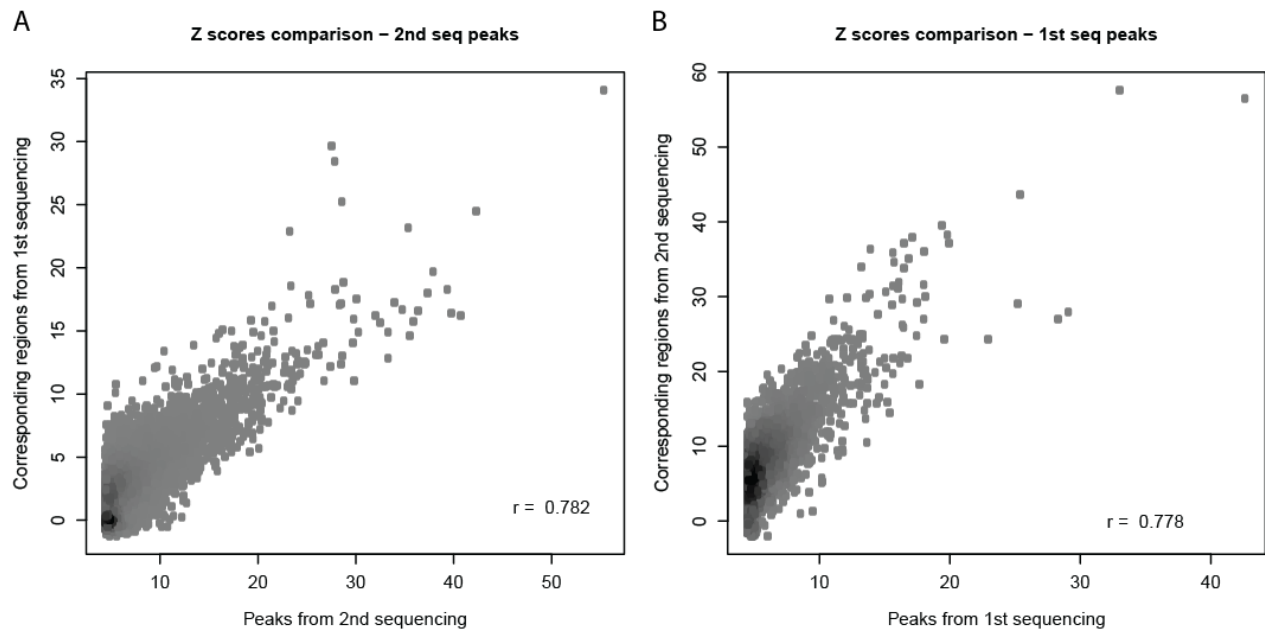 A
Z scores comparison – 2nd seq peaks
35
30
25
20
15
10
5
0
Corresponding regions from 1st sequencing
r = 0.782
10 20 30 40 50
Peaks from 2nd sequencing
B
Z scores comparison – 1st seq peaks
60
50
40
30
20
10
0
Corresponding regions from 2nd sequencing
r = 0.778
10 20 30 40
Peaks from 1st sequencing